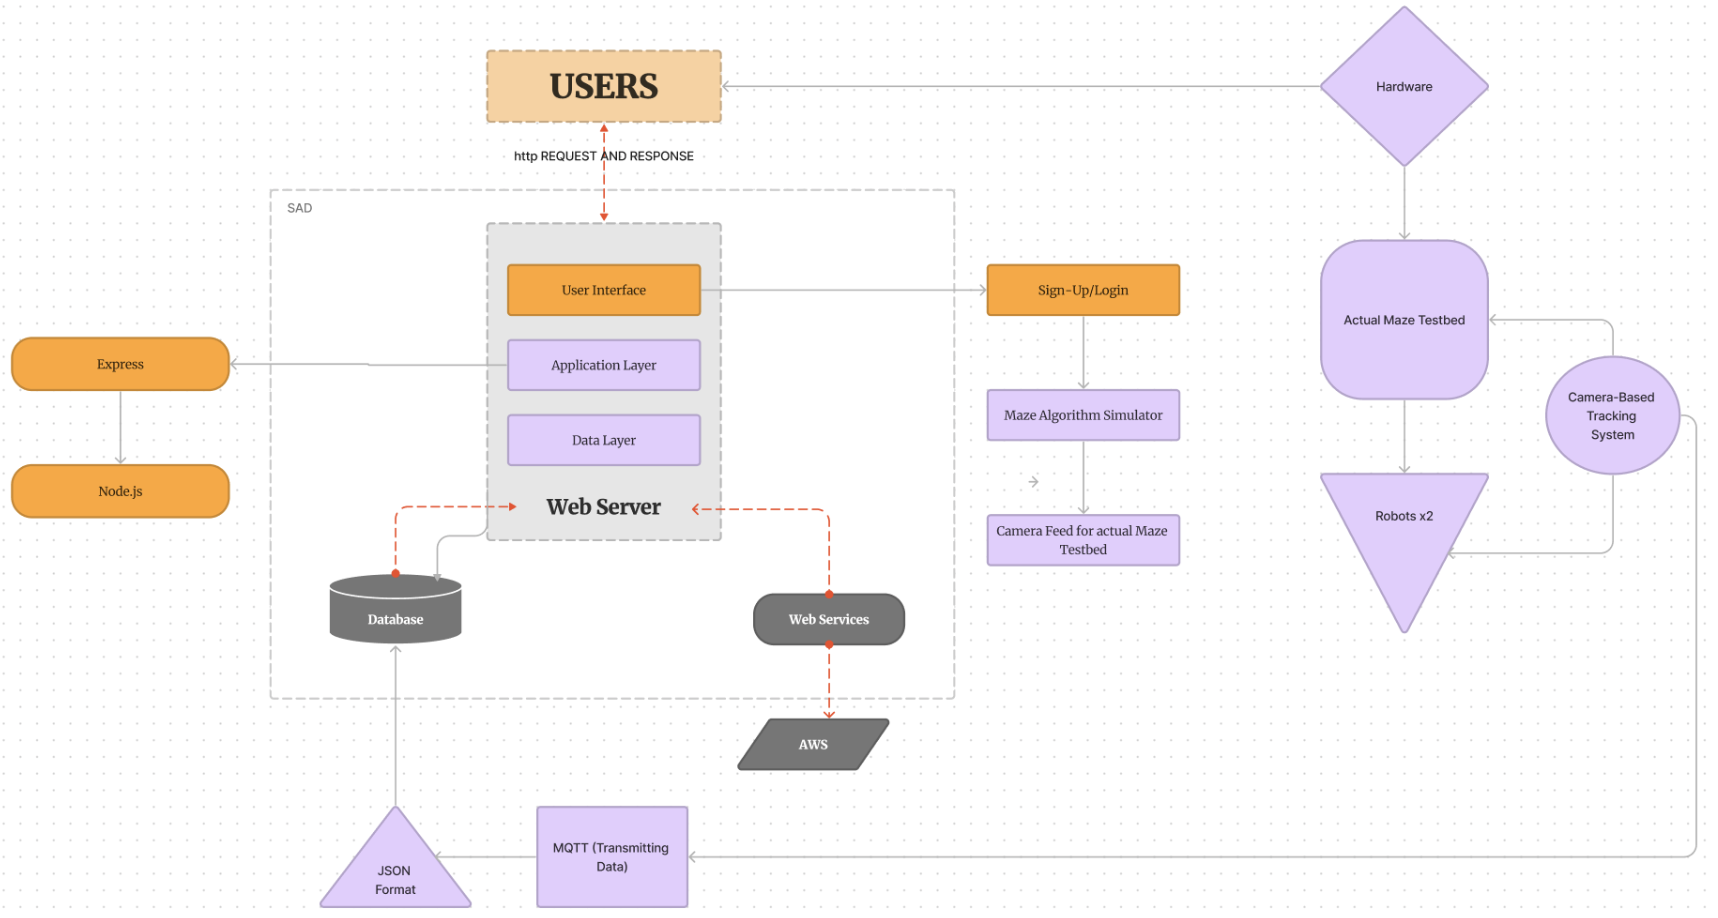 USERS
Hardware
http REQUEST AND RESPONSE
SAD
User Interface
Sign-Up/Login
Actual Maze Testbed
Express
Application Layer
Camera-Based
Tracking
System
Maze Algorithm Simulator
Data Layer
Node.js
Web Server
Robots x2
Camera Feed for actual Maze
Testbed
Database
Web Services
AWS
MQTT (Transmitting
Data)
JSON
Format